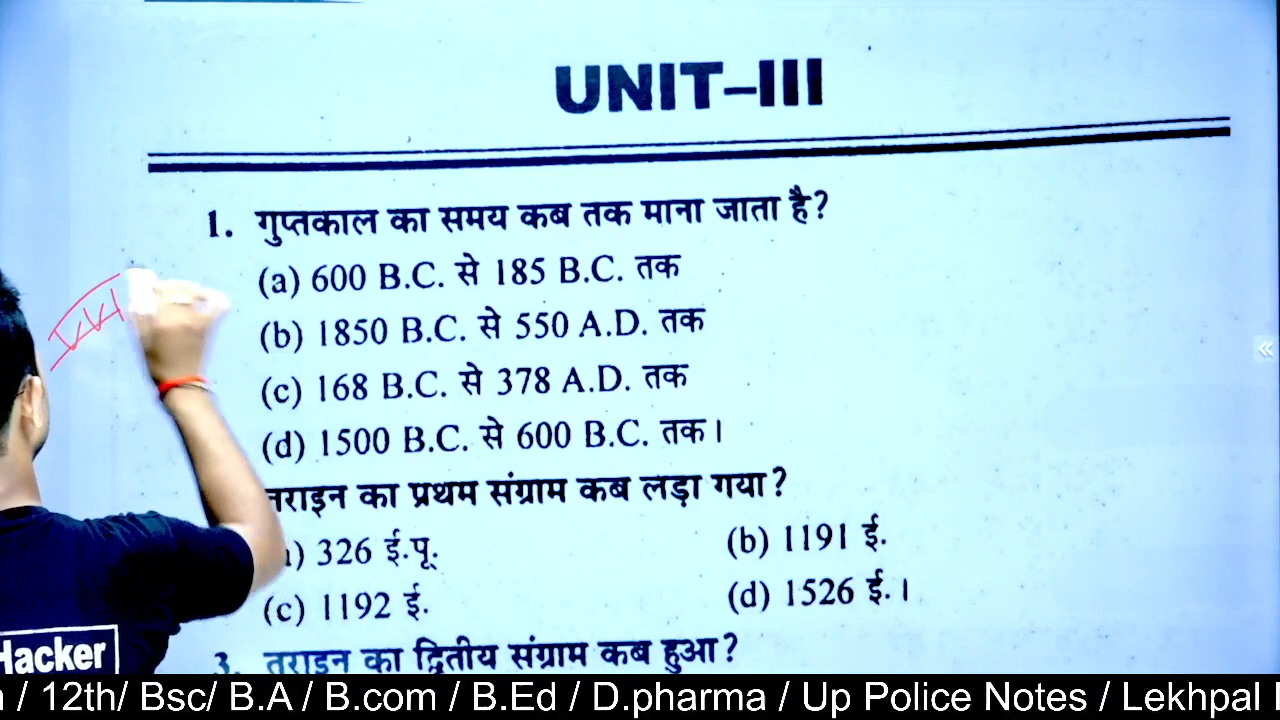 UNIT–III
1. गुप्तकाल का समय कब तक माना जाता है?
(a) 600 B.C. से 185 B.C. तक
(b) 1850 B.C. से 550 A.D. तक
(c) 168 B.C. से 378 A.D. तक
(d) 1500 B.C. से 600 B.C. तक।
तराइन का प्रथम संग्राम कब लड़ा गया?
326 ई.पू. (b) 1191 ई.
(c) 1192 ई. (d) 1526 ई.।
3. तराइन का द्वितीय संग्राम कब हुआ?
Hacker
/ 12th/ Bsc/ B.A / B.com / B.Ed / D.pharma / Up Police Notes / Lekhpal